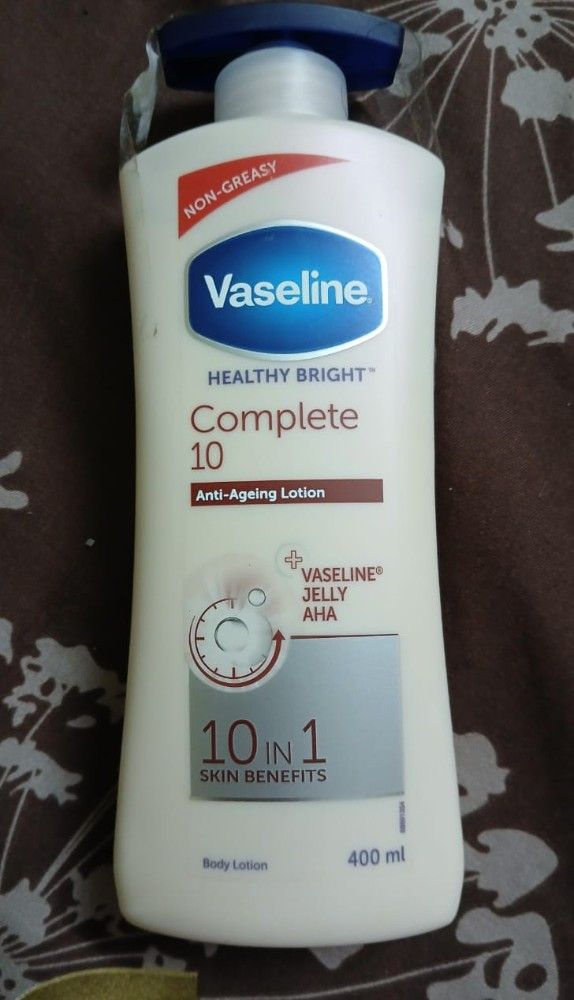 NON-GREASY
Vaseline
HEALTHY BRIGHT™
Complete
10
Anti-Ageing Lotion
VASELINE®
JELLY
AHA
10 IN 1
SKIN BENEFITS
Body Lotion
400 ml